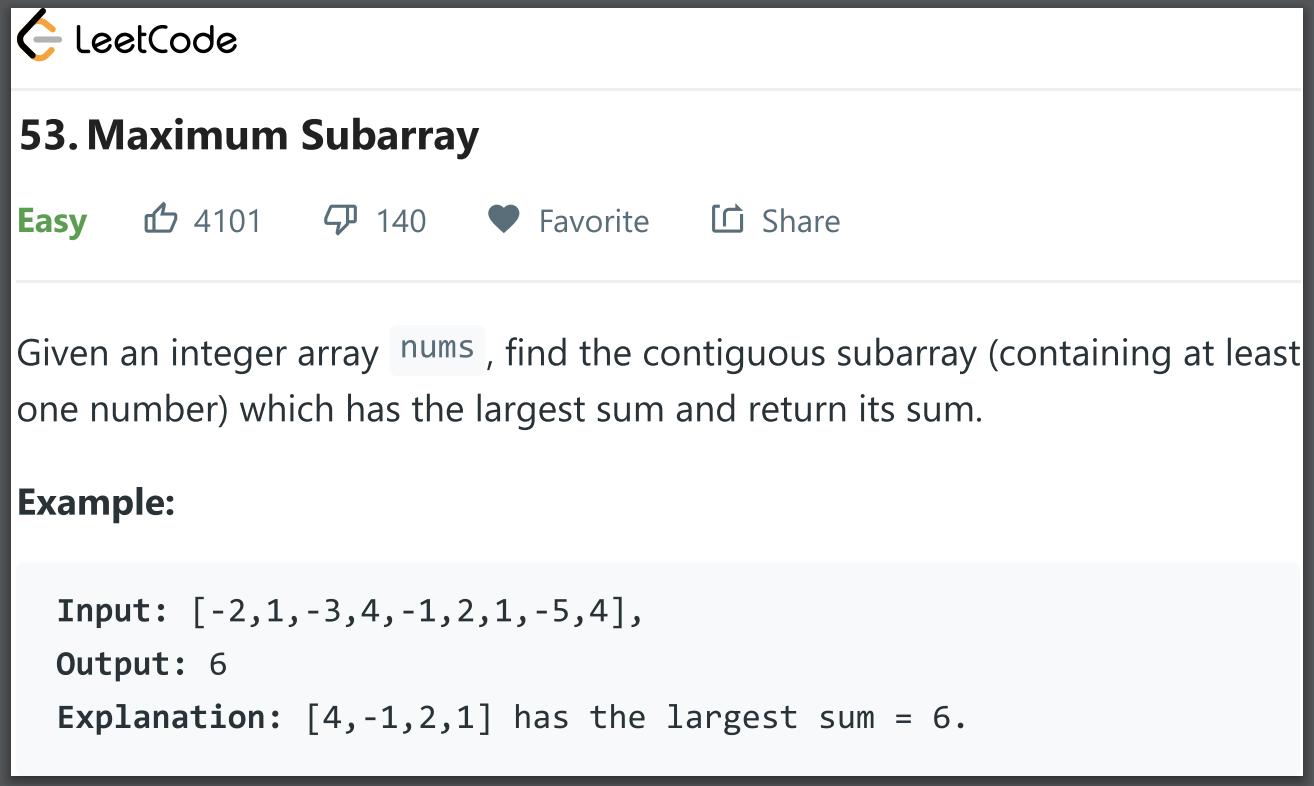 LeetCode
53. Maximum Subarray
Easy 4101 140 Favorite Share
Given an integer array nums, find the contiguous subarray (containing at least
one number) which has the largest sum and return its sum.
Example:
Input: [-2,1,-3,4,-1,2,1,-5,4],
Output: 6
Explanation: [4,-1,2,1] has the largest sum = 6.